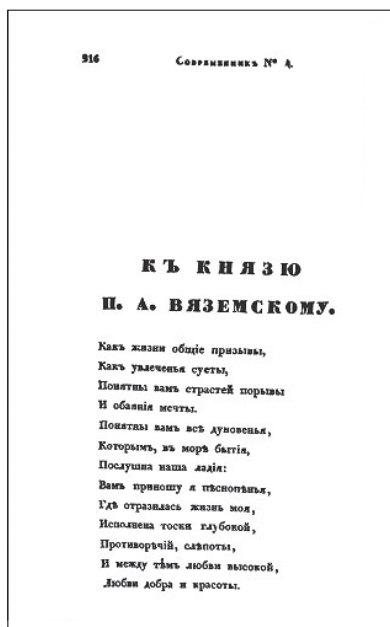 216
Современникъ № 4.
КЪ КНЯЗЮ
П. А. ВЯЗЕМСКОМУ.
Какъ жизни общіе призывы,
Какъ увлеченья суеты,
Понятны вамъ страстей порывы
И обаянія мечты.
Понятны вамъ всѣ дуновенья,
Которымъ, въ морѣ бытія,
Послушна наша ладія:
Вамъ приношу я пѣснопѣнья,
Гдѣ отразилась жизнь моя,
Исполнена тоски глубокой,
Противорѣчій, слѣпоты,
И между тѣмъ любви высокой,
Любви добра и красоты.